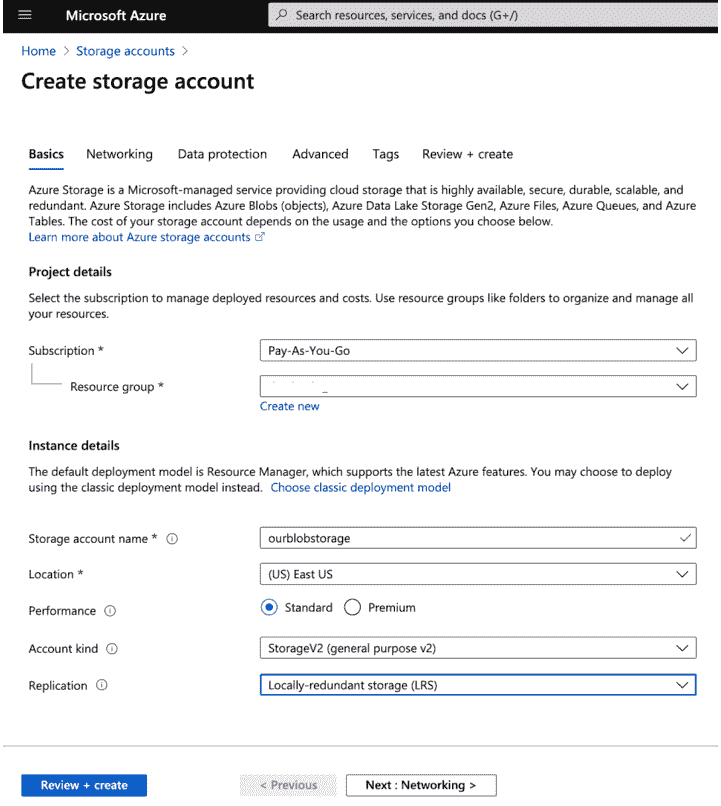 Microsoft Azure
Search resources, services, and docs (G+/)
Home > Storage accounts >
Create storage account
Basics Networking Data protection Advanced Tags Review + create
Azure Storage is a Microsoft-managed service providing cloud storage that is highly available, secure, durable, scalable, and
redundant. Azure Storage includes Azure Blobs (objects), Azure Data Lake Storage Gen2, Azure Files, Azure Queues, and Azure
Tables. The cost of your storage account depends on the usage and the options you choose below.
Learn more about Azure storage accounts
Project details
Select the subscription to manage deployed resources and costs. Use resource groups like folders to organize and manage all
your resources.
Subscription * Pay-As-You-Go
Resource group *
Create new
Instance details
The default deployment model is Resource Manager, which supports the latest Azure features. You may choose to deploy
using the classic deployment model instead. Choose classic deployment model
Storage account name * ourblobstorage
Location * (US) East US
Performance Standard Premium
Account kind StorageV2 (general purpose v2)
Replication Locally-redundant storage (LRS)
Review + create < Previous Next : Networking >